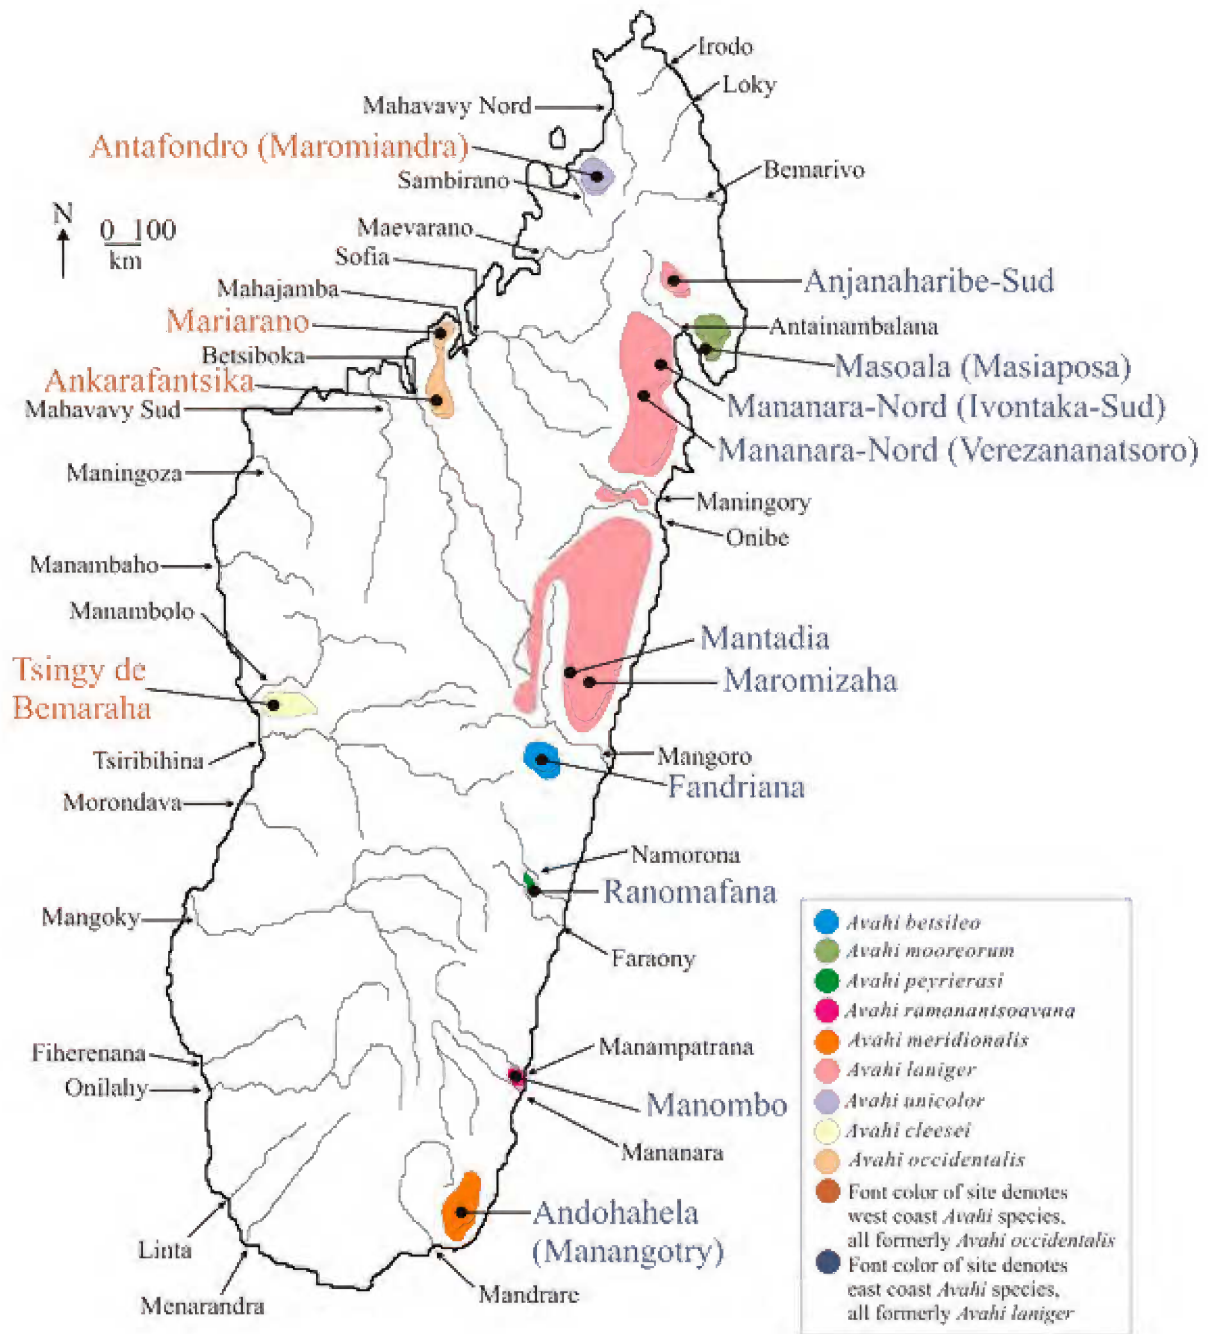 Irodo
Loky
Mahavavy Nord
Antafondro (Maromiandra)
Sambirano
Bemarivo
N
0 100
km
Maevarano
Sofia
Mahajamba
Anjanaharibe-Sud
Mariarano
Antainambalana
Betsiboka
Masoala (Masiaposa)
Ankarafantsika
Mahavavy Sud
Mananara-Nord (Ivontaka-Sud)
Mananara-Nord (Verezananatsoro)
Maningoza
Maningory
Onibe
Manambaho
Manambolo
Mantadia
Tsingy de
Bemaraha
Maromizaha
Tsiribihina
Mangoro
Fandriana
Morondava
Namorona
Ranomafana
Mangoky
Faraony
Fiherenana
Onilahy
Manampatrana
Manombo
Mananara
Andohahela
(Manangotry)
Linta
Menarandra
Mandrare
Avahi betsileo
Avahi mooreorum
Avahi peyrierasi
Avahi ramanantsoavana
Avahi meridionalis
Avahi laniger
Avahi unicolor
Avahi cleesei
Avahi occidentalis
Font color of site denotes
west coast Avahi species,
all formerly Avahi occidentalis
Font color of site denotes
east coast Avahi species,
all formerly Avahi laniger